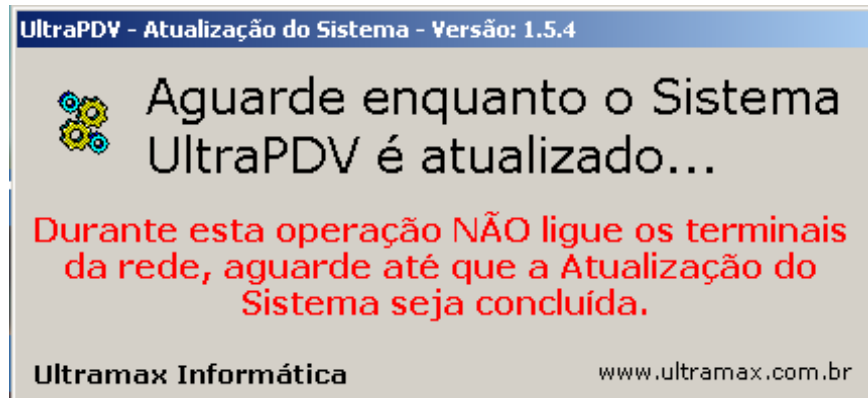 UltraPDV - Atualização do Sistema - Versão: 1.5.4
Aguarde enquanto o Sistema
UltraPDV é atualizado...
Durante esta operação NÃO ligue os terminais
da rede, aguarde até que a Atualização do
Sistema seja concluída.
Ultramax Informática
www.ultramax.com.br